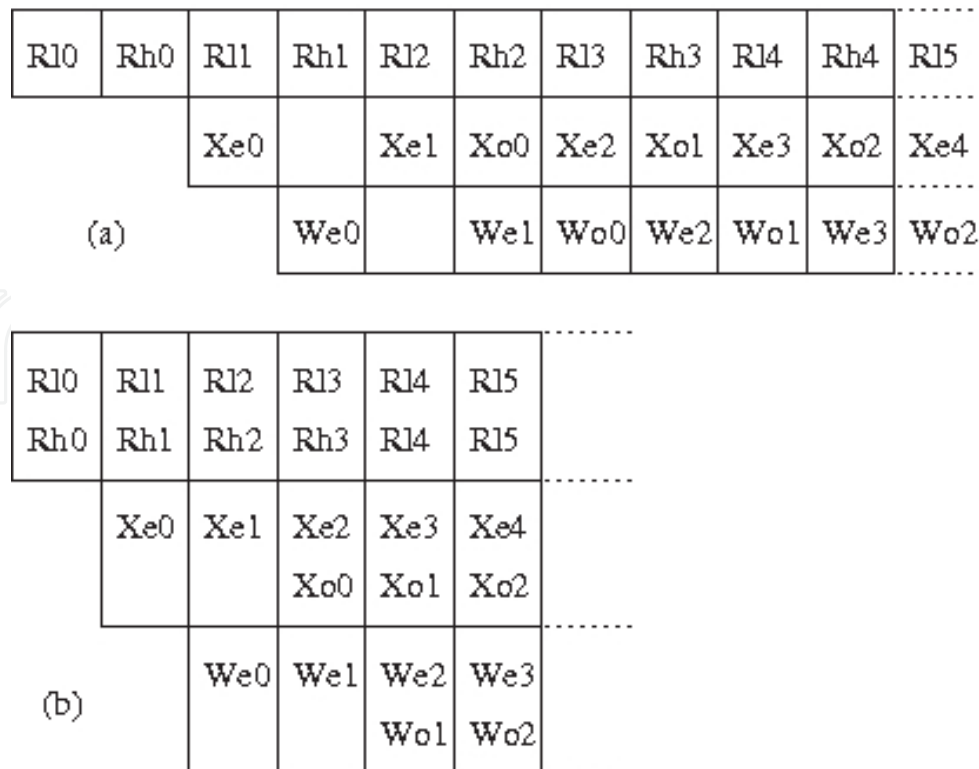 Rl0 Rh0 Rl1 Rh1 Rl2 Rh2 Rl3 Rh3 Rl4 Rh4 Rl5
Xe0 Xe1 Xo0 Xe2 Xo1 Xe3 Xo2 Xe4
(a) We0 We1 Wo0 We2 Wo1 We3 Wo2
Rl0 Rl1 Rl2 Rl3 Rl4 Rl5
Rh0 Rh1 Rh2 Rh3 Rl4 Rl5
Xe0 Xe1 Xe2 Xe3 Xe4
Xo0 Xo1 Xo2
We0 We1 We2 We3
(b)
Wo1 Wo2